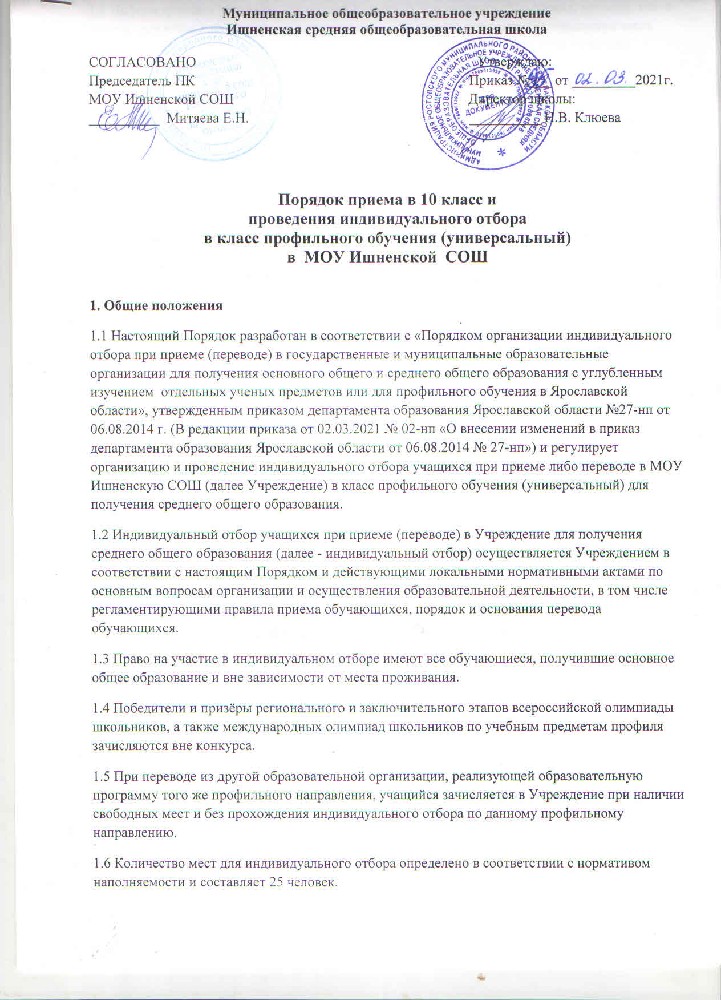 Муниципальное общеобразовательное учреждение
Ишненская средняя общеобразовательная школа
СОГЛАСОВАНО
Председатель ПК
МОУ Ишненской СОШ
Митяева Е.Н.
Утверждаю:
Приказ № от 02.03. 2021г.
Директор школы:
Н.В. Клюева
Порядок приема в 10 класс и
проведения индивидуального отбора
в класс профильного обучения (универсальный)
в МОУ Ишненской СОШ
1. Общие положения
1.1 Настоящий Порядок разработан в соответствии с «Порядком организации индивидуального
отбора при приеме (переводе) в государственные и муниципальные образовательные
организации для получения основного общего и среднего общего образования с углубленным
изучением отдельных ученых предметов или для профильного обучения в Ярославской
области», утвержденным приказом департамента образования Ярославской области №27-нп от
06.08.2014 г. (В редакции приказа от 02.03.2021 № 02-нп «О внесении изменений в приказ
департамента образования Ярославской области от 06.08.2014 № 27-нп») и регулирует
организацию и проведение индивидуального отбора учащихся при приеме либо переводе в МОУ
Ишненскую СОШ (далее Учреждение) в класс профильного обучения (универсальный) для
получения среднего общего образования.
1.2 Индивидуальный отбор учащихся при приеме (переводе) в Учреждение для получения
среднего общего образования (далее - индивидуальный отбор) осуществляется Учреждением в
соответствии с настоящим Порядком и действующими локальными нормативными актами по
основным вопросам организации и осуществления образовательной деятельности, в том числе
регламентирующими правила приема обучающихся, порядок и основания перевода
обучающихся.
1.3 Право на участие в индивидуальном отборе имеют все обучающиеся, получившие основное
общее образование и вне зависимости от места проживания.
1.4 Победители и призёры регионального и заключительного этапов всероссийской олимпиады
школьников, а также международных олимпиад школьников по учебным предметам профиля
зачисляются вне конкурса.
1.5 При переводе из другой образовательной организации, реализующей образовательную
программу того же профильного направления, учащийся зачисляется в Учреждение при наличии
свободных мест и без прохождения индивидуального отбора по данному профильному
направлению.
1.6 Количество мест для индивидуального отбора определено в соответствии с нормативом
наполняемости и составляет 25 человек.